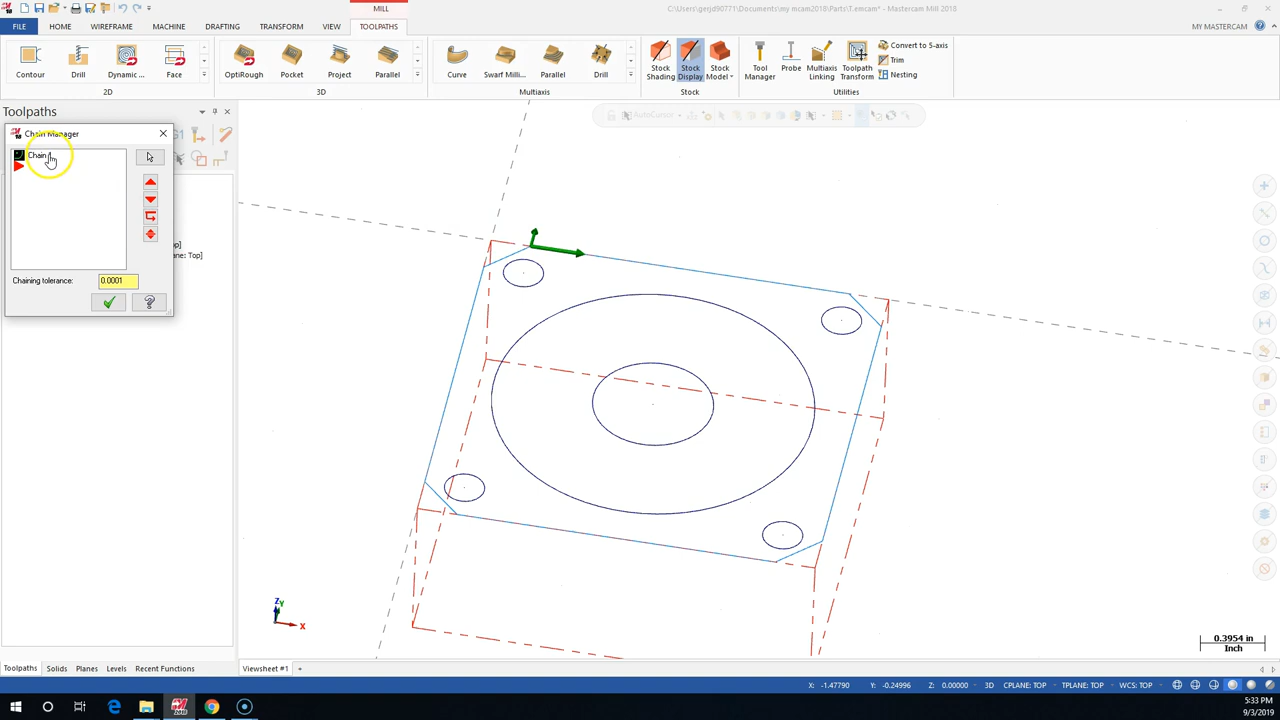 MILL
C:\Users\gerjd90771\Documents\my mcam2018\Parts\T.emcam* - Mastercam Mill 2018
FILE
HOME
WIREFRAME
MACHINE
DRAFTING
TRANSFORM
VIEW
TOOLPATHS
MY MASTERCAM
Contour
Drill
Dynamic ...
Face
OptiRough
Pocket
Project
Parallel
Curve
Swarf Milli...
Parallel
Drill
Stock Shading
Stock Display
Stock Model
Tool Manager
Probe
Multiaxis Linking
Toolpath Transform
Convert to 5-axis
Trim
Nesting
2D
3D
Multiaxis
Stock
Utilities
Toolpaths
AutoCursor
Chain Manager
Chain
G1
op]
ne: Top]
Chaining tolerance:
0.0001
Z
Y
X
0.3954 in
Inch
Toolpaths
Solids
Planes
Levels
Recent Functions
Viewsheet #1
+
X: -1.47790
Y: -0.24996
Z: 0.00000
3D
CPLANE: TOP
TPLANE: TOP
WCS: TOP
5:33 PM
9/3/2019